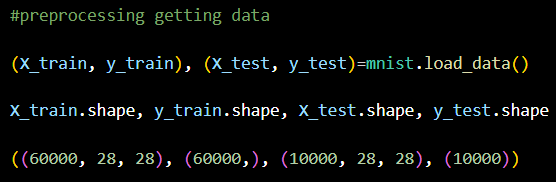 #preprocessing getting data
(X_train, y_train), (X_test, y_test)=mnist.load_data()
X_train.shape, y_train.shape, X_test.shape, y_test.shape
((60000, 28, 28), (60000,), (10000, 28, 28), (10000))